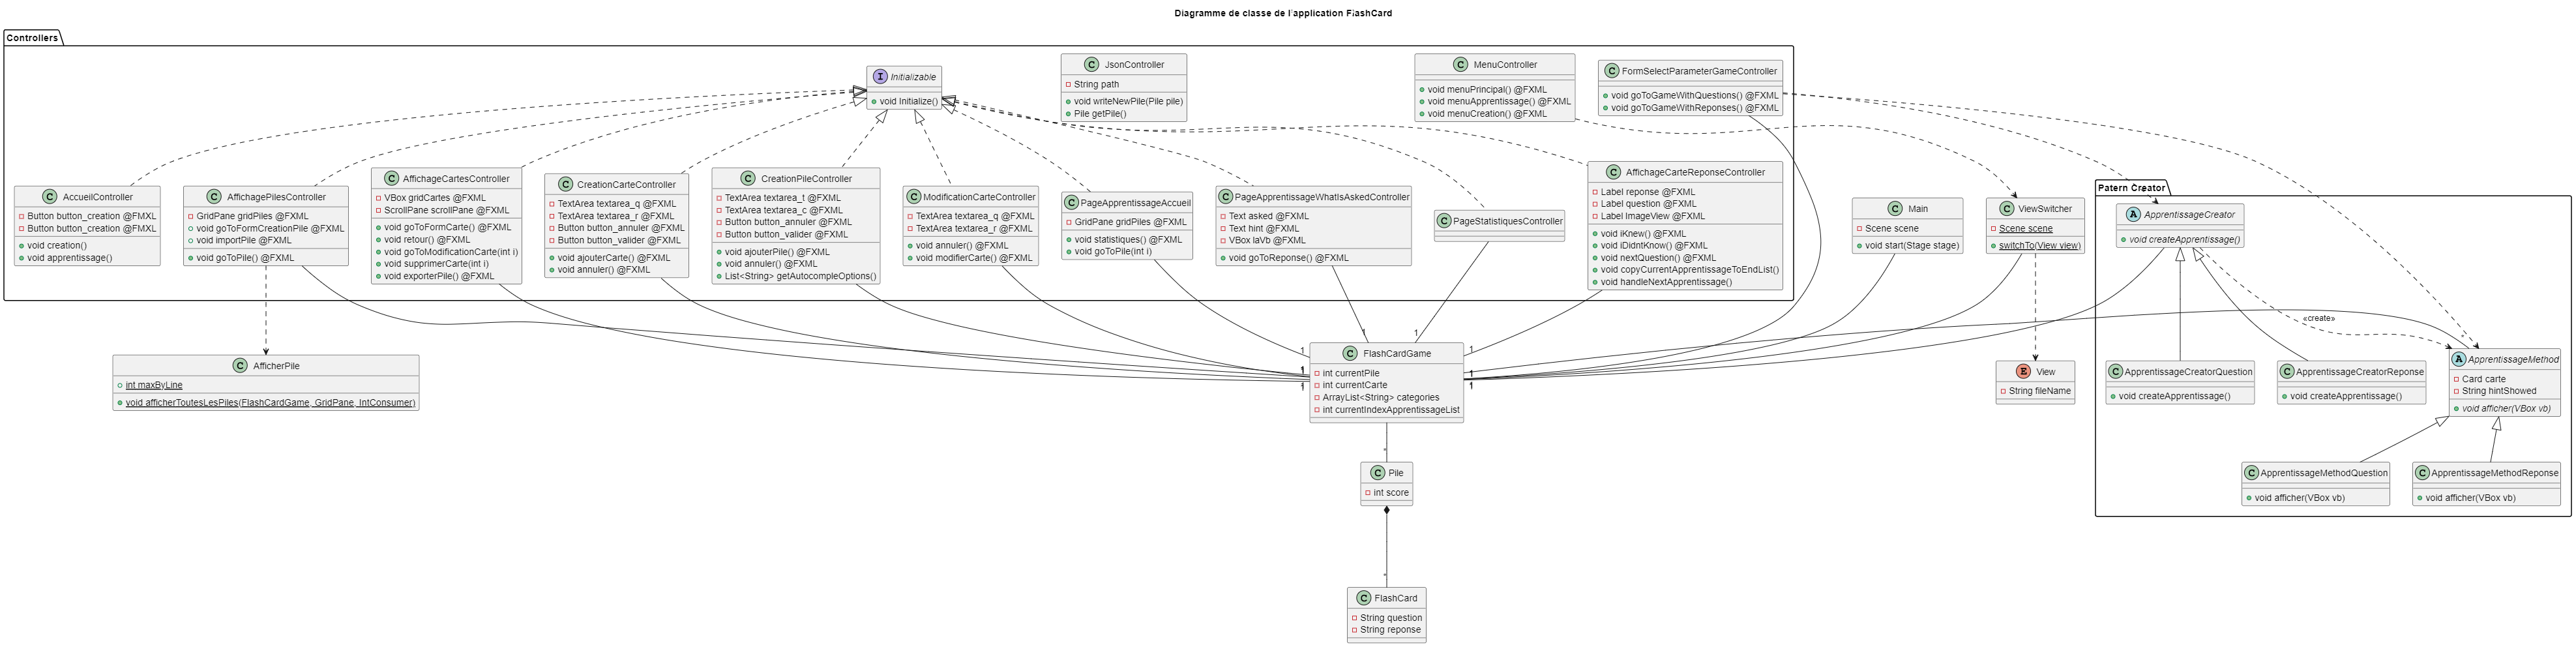 Diagramme de classe de l'application FlashCard
Controllers
I Initializable
void Initialize()
C JsonController
String path
void writeNewPile(Pile pile)
Pile getPile()
C MenuController
void menuPrincipal() @FXML
void menuApprentissage() @FXML
void menuCreation() @FXML
C FormSelectParameterGameController
void goToGameWithQuestions() @FXML
void goToGameWithReponses() @FXML
C AccueilController
Button button_creation @FMXL
Button button_creation @FMXL
void creation()
void apprentissage()
C AffichagePilesController
GridPane gridPiles @FXML
void goToFormCreationPile @FXML
void importPile @FXML
void goToPile() @FXML
C AffichageCartesController
VBox gridCartes @FXML
ScrollPane scrollPane @FXML
void goToFormCarte() @FXML
void retour() @FXML
void goToModificationCarte(int i)
void supprimerCarte(int i)
void exporterPile() @FXML
C CreationCarteController
TextArea textarea_q @FXML
TextArea textarea_r @FXML
Button button_annuler @FXML
Button button_valider @FXML
void ajouterCarte() @FXML
void annuler() @FXML
C CreationPileController
TextArea textarea_t @FXML
TextArea textarea_c @FXML
Button button_annuler @FXML
Button button_valider @FXML
void ajouterPile() @FXML
void annuler() @FXML
List<String> getAutocompleOptions()
C ModificationCarteController
TextArea textarea_q @FXML
TextArea textarea_r @FXML
void annuler() @FXML
void modifierCarte() @FXML
C PageApprentissageAccueil
GridPane gridPiles @FXML
void statistiques() @FXML
void goToPile(int i)
C PageApprentissageWhatIsAskedController
Text asked @FXML
Text hint @FXML
VBox laVb @FXML
void goToReponse() @FXML
C PageStatistiquesController
C AffichageCarteReponseController
Label reponse @FXML
Label question @FXML
Label ImageView @FXML
void iKnew() @FXML
void iDidntKnow() @FXML
void nextQuestion() @FXML
void copyCurrentApprentissageToEndList()
void handleNextApprentissage()
C Main
Scene scene
void start(Stage stage)
C ViewSwitcher
Scene scene
switchTo(View view)
Patern Creator
A ApprentissageCreator
void createApprentissage()
«create»
*
1
1
1
1
1
1
1
1
C AfficherPile
int maxByLine
void afficherToutesLesPiles(FlashCardGame, GridPane, IntConsumer)
C FlashCardGame
int currentPile
int currentCarte
ArrayList<String> categories
int currentIndexApprentissageList
E View
String fileName
C ApprentissageCreatorQuestion
void createApprentissage()
C ApprentissageCreatorReponse
void createApprentissage()
A ApprentissageMethod
Card carte
String hintShowed
void afficher(VBox vb)
*
C Pile
int score
C ApprentissageMethodQuestion
void afficher(VBox vb)
C ApprentissageMethodReponse
void afficher(VBox vb)
*
C FlashCard
String question
String reponse